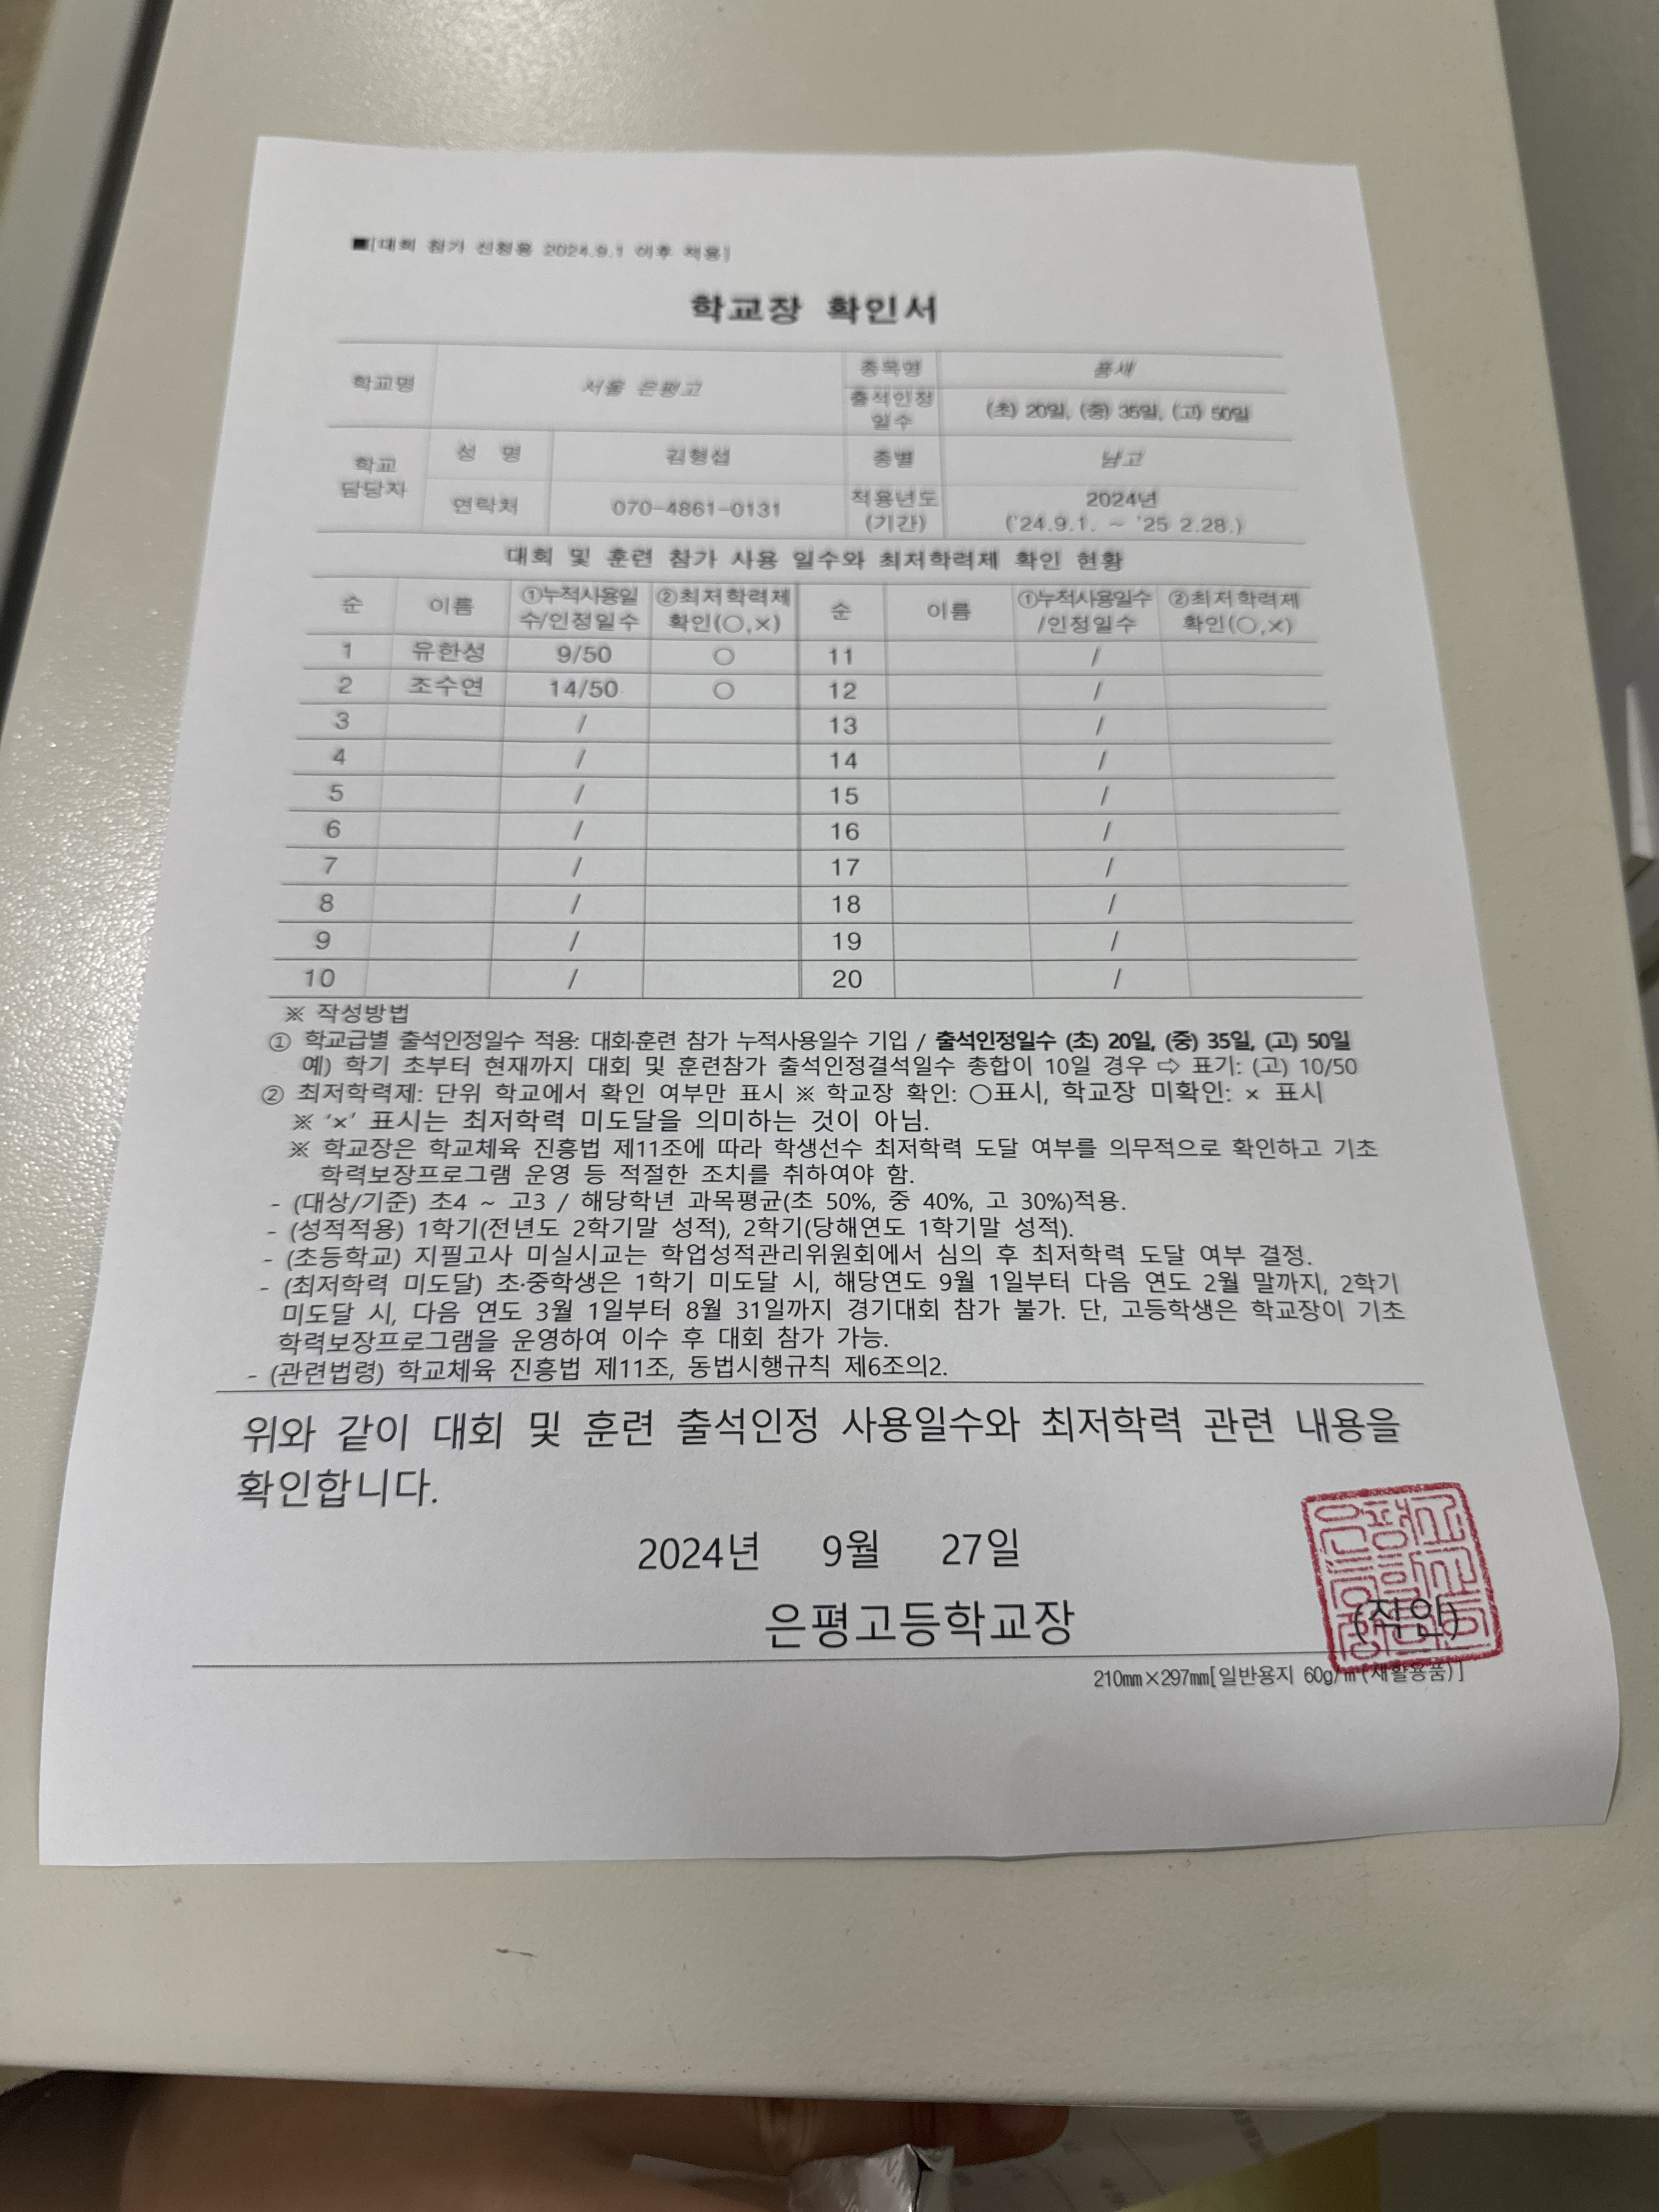 ■[대회 참가 신청용 2024.9.1 이후 적용]
학교장 확인서
학교명 서울 은평고 종목명 품새
출석인정 일수 (초) 20일, (중) 35일, (고) 50일
학교 담당자 성 명 김형섭 종별 남고
연락처 070-4861-0131 적용년도 (기간) 2024년 ('24.9.1. ~ '25 2.28.)
대회 및 훈련 참가 사용 일수와 최저학력제 확인 현황
순 이름 ①누적사용일수/인정일수 ②최저학력제 확인(○,×) 순 이름 ①누적사용일수/인정일수 ②최저학력제 확인(○,×)
1 유한성 9/50 ○ 11 /
2 조수연 14/50 ○ 12 /
3 / 13 /
4 / 14 /
5 / 15 /
6 / 16 /
7 / 17 /
8 / 18 /
9 / 19 /
10 / 20 /
※ 작성방법
① 학교급별 출석인정일수 적용: 대회·훈련 참가 누적사용일수 기입 / 출석인정일수 (초) 20일, (중) 35일, (고) 50일
예) 학기 초부터 현재까지 대회 및 훈련참가 출석인정결석일수 총합이 10일 경우 ⇨ 표기: (고) 10/50
② 최저학력제: 단위 학교에서 확인 여부만 표시 ※ 학교장 확인: ○표시, 학교장 미확인: × 표시
※ ‘×’ 표시는 최저학력 미도달을 의미하는 것이 아님.
※ 학교장은 학교체육 진흥법 제11조에 따라 학생선수 최저학력 도달 여부를 의무적으로 확인하고 기초
학력보장프로그램 운영 등 적절한 조치를 취하여야 함.
- (대상/기준) 초4 ~ 고3 / 해당학년 과목평균(초 50%, 중 40%, 고 30%)적용.
- (성적적용) 1학기(전년도 2학기말 성적), 2학기(당해연도 1학기말 성적).
- (초등학교) 지필고사 미실시교는 학업성적관리위원회에서 심의 후 최저학력 도달 여부 결정.
- (최저학력 미도달) 초·중학생은 1학기 미도달 시, 해당연도 9월 1일부터 다음 연도 2월 말까지, 2학기
미도달 시, 다음 연도 3월 1일부터 8월 31일까지 경기대회 참가 불가. 단, 고등학생은 학교장이 기초
학력보장프로그램을 운영하여 이수 후 대회 참가 가능.
- (관련법령) 학교체육 진흥법 제11조, 동법시행규칙 제6조의2.
위와 같이 대회 및 훈련 출석인정 사용일수와 최저학력 관련 내용을
확인합니다.
2024년 9월 27일
은평고등학교장 (직인)
210㎜×297㎜[일반용지 60g/㎡(재활용품)]